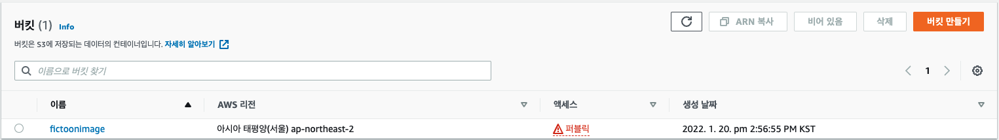 버킷 (1) Info
ARN 복사 비어 있음 삭제 버킷 만들기
버킷은 S3에 저장되는 데이터의 컨테이너입니다. 자세히 알아보기
이름으로 버킷 찾기
1
이름 AWS 리전 액세스 생성 날짜
fictoonimage 아시아 태평양(서울) ap-northeast-2 퍼블릭 2022. 1. 20. pm 2:56:55 PM KST